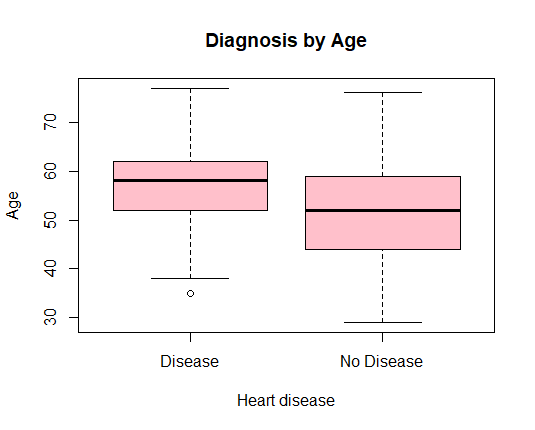 Diagnosis by Age
Age
70
60
50
40
30
Disease
No Disease
Heart disease